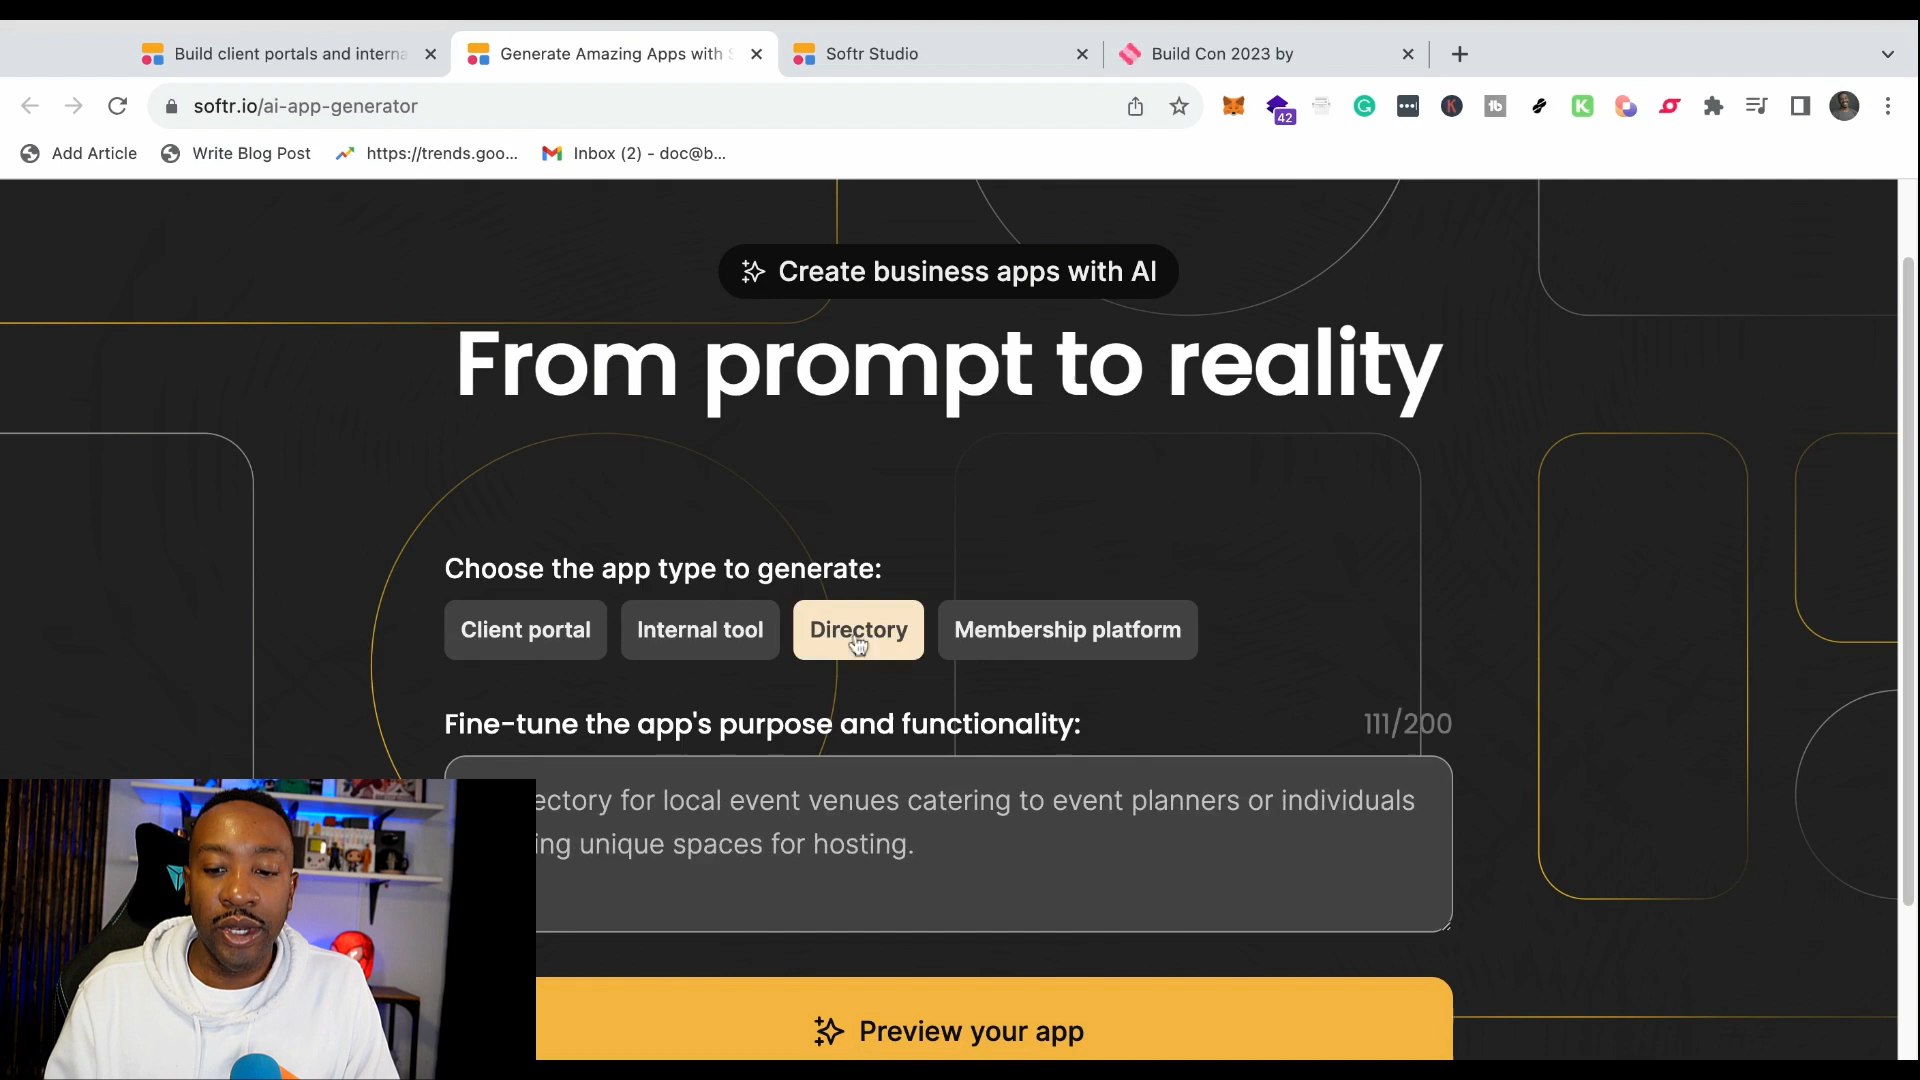 Build client portals and interna
Generate Amazing Apps with S
Softr Studio
Build Con 2023 by
softr.io/ai-app-generator
42
Add Article
Write Blog Post
https://trends.goo...
Inbox (2) - doc@b...
Create business apps with AI
From prompt to reality
Choose the app type to generate:
Client portal
Internal tool
Directory
Membership platform
Fine-tune the app's purpose and functionality:
111/200
ectory for local event venues catering to event planners or individuals
ing unique spaces for hosting.
Preview your app